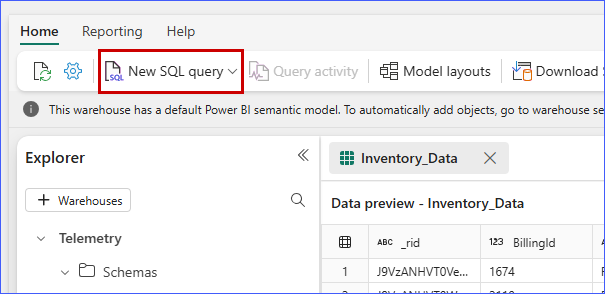 Home Reporting Help
SQL New SQL query Query activity Model layouts Download
This warehouse has a default Power BI semantic model. To automatically add objects, go to warehouse se
Explorer
Inventory_Data
+ Warehouses
Data preview - Inventory_Data
Telemetry
ABC _rid 123 BillingId
Schemas
1 J9VzANHVT0Ve... 1674